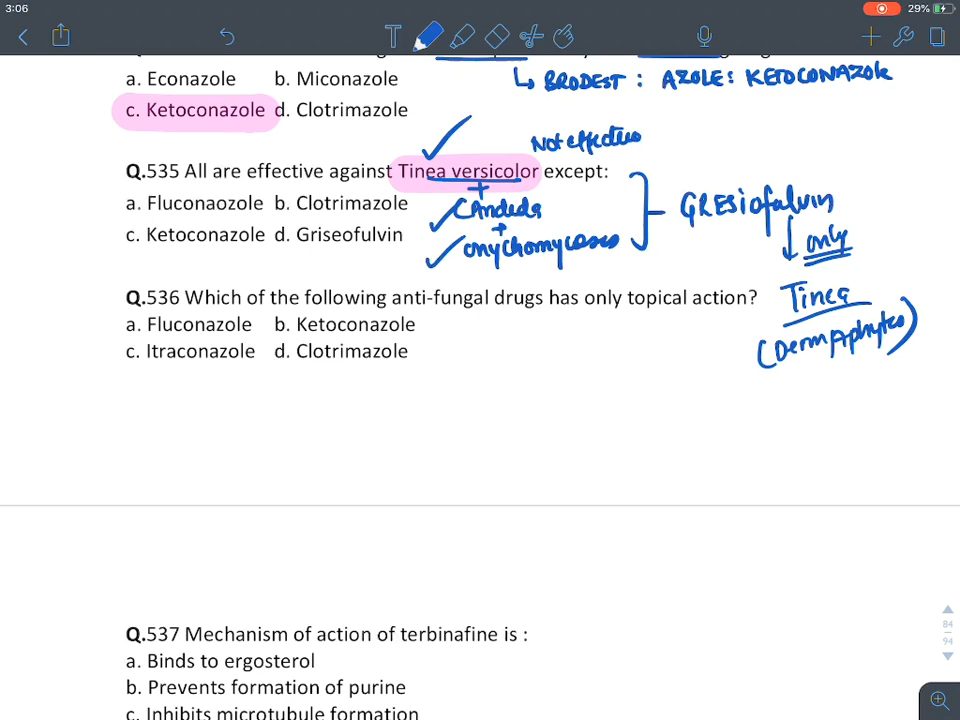 3:06
29%
T
a. Econazole b. Miconazole
↳ BRODEST : AZOLE : KETOCONAZOLE
c. Ketoconazole d. Clotrimazole
Not effective
Q.535 All are effective against Tinea versicolor except:
+
a. Fluconaozole b. Clotrimazole
Candida
GRESiofulvin
+
c. Ketoconazole d. Griseofulvin
onychomycoses
only
Q.536 Which of the following anti-fungal drugs has only topical action?
Tinea
a. Fluconazole b. Ketoconazole
(Dermatophytes)
c. Itraconazole d. Clotrimazole
84
94
Q.537 Mechanism of action of terbinafine is :
a. Binds to ergosterol
b. Prevents formation of purine
c. Inhibits microtubule formation